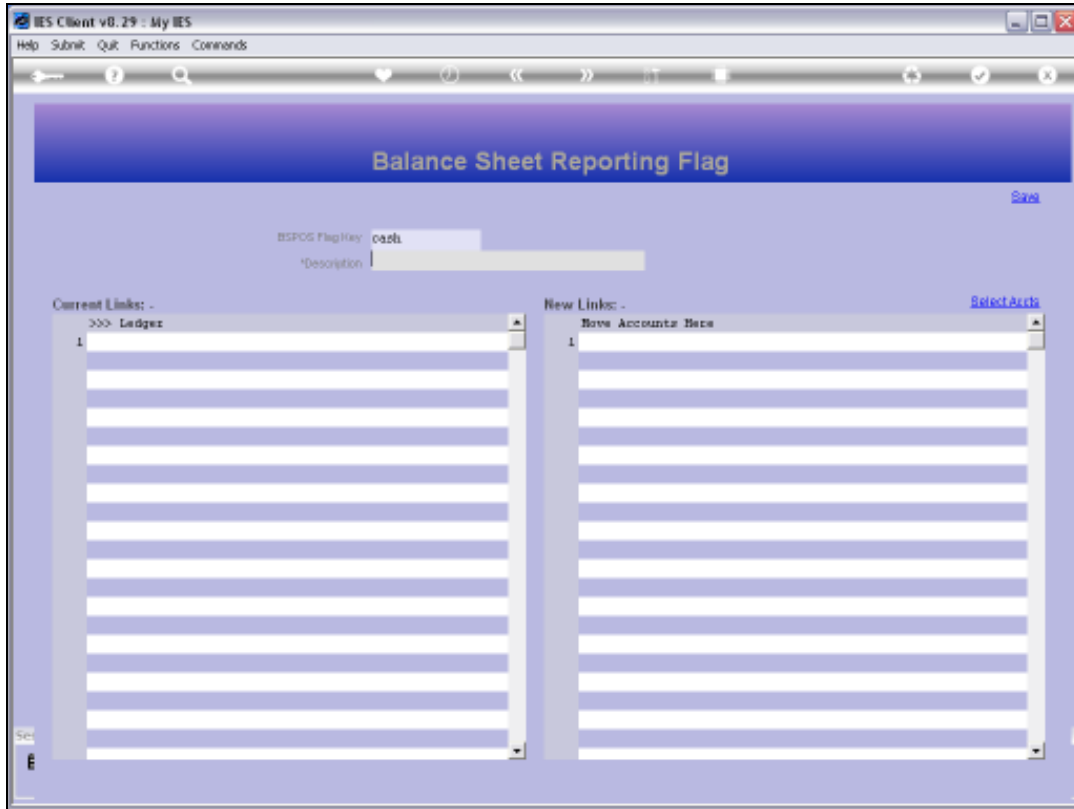 IES Client v8.29 : My IES
Help Submit Quit Functions Commands
Balance Sheet Reporting Flag
Save
BSPOS Flag Key cash
*Description
Current Links: -
New Links: -
Select Accts
>>> Ledger
Move Accounts Here
1
1